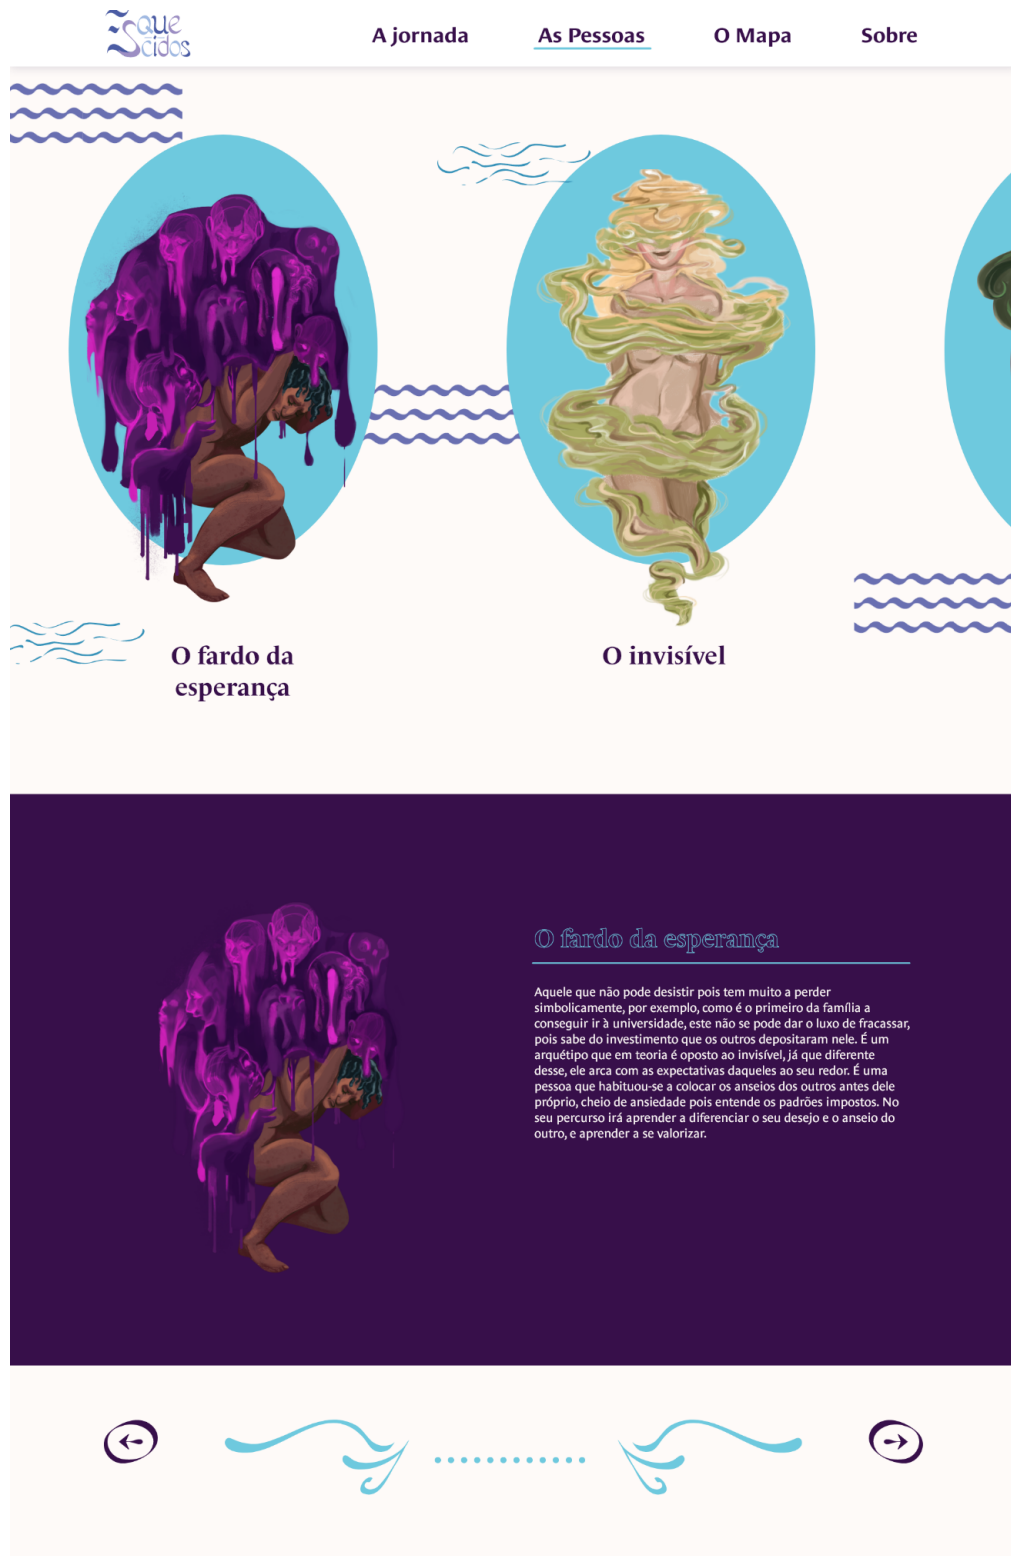 Esque
Scidos
A jornada
As Pessoas
O Mapa
Sobre
O fardo da
esperança
O invisível
O fardo da esperança
Aquele que não pode desistir pois tem muito a perder
simbolicamente, por exemplo, como é o primeiro da família a
conseguir ir à universidade, este não se pode dar o luxo de fracassar,
pois sabe do investimento que os outros depositaram nele. É um
arquétipo que em teoria é oposto ao invisível, já que diferente
desse, ele arca com as expectativas daqueles ao seu redor. É uma
pessoa que habituou-se a colocar os anseios dos outros antes dele
próprio, cheio de ansiedade pois entende os padrões impostos. No
seu percurso irá aprender a diferenciar o seu desejo e o anseio do
outro, e aprender a se valorizar.